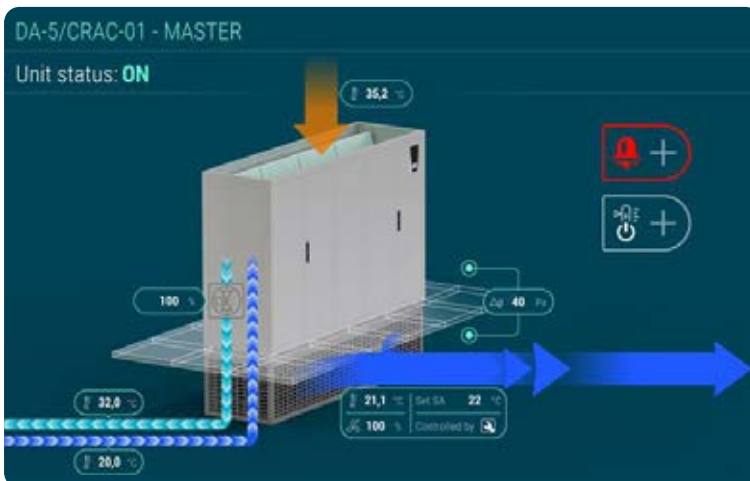 DA-5/CRAC-01 - MASTER
Unit status: ON
35,2 °C
100 %
Δp 40 Pa
32,0 °C
21,1 °C Set SA 22 °C
100 % Controlled by
20,0 °C